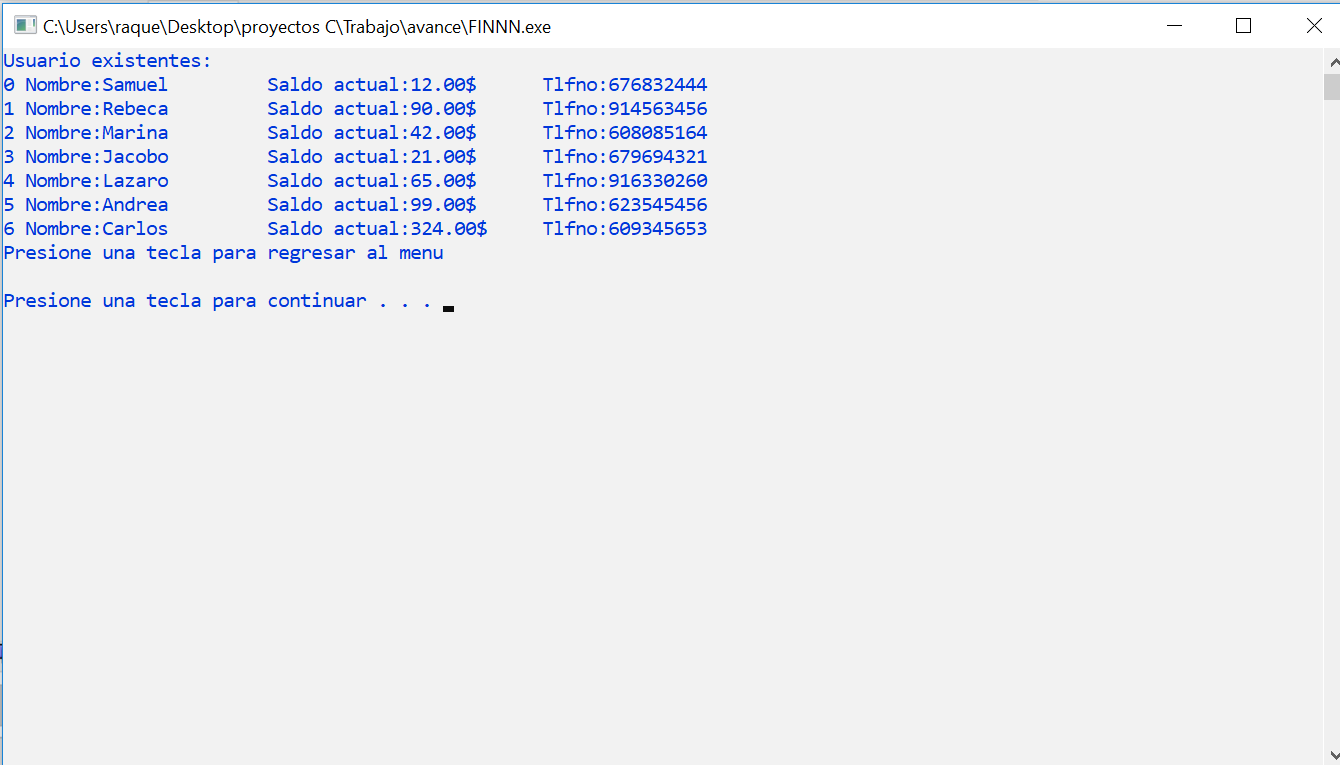 C:\Users\raque\Desktop\proyectos C\Trabajo\avance\FINNN.exe
Usuario existentes:
0 Nombre:Samuel Saldo actual:12.00$ Tlfno:676832444
1 Nombre:Rebeca Saldo actual:90.00$ Tlfno:914563456
2 Nombre:Marina Saldo actual:42.00$ Tlfno:608085164
3 Nombre:Jacobo Saldo actual:21.00$ Tlfno:679694321
4 Nombre:Lazaro Saldo actual:65.00$ Tlfno:916330260
5 Nombre:Andrea Saldo actual:99.00$ Tlfno:623545456
6 Nombre:Carlos Saldo actual:324.00$ Tlfno:609345653
Presione una tecla para regresar al menu
Presione una tecla para continuar . . .